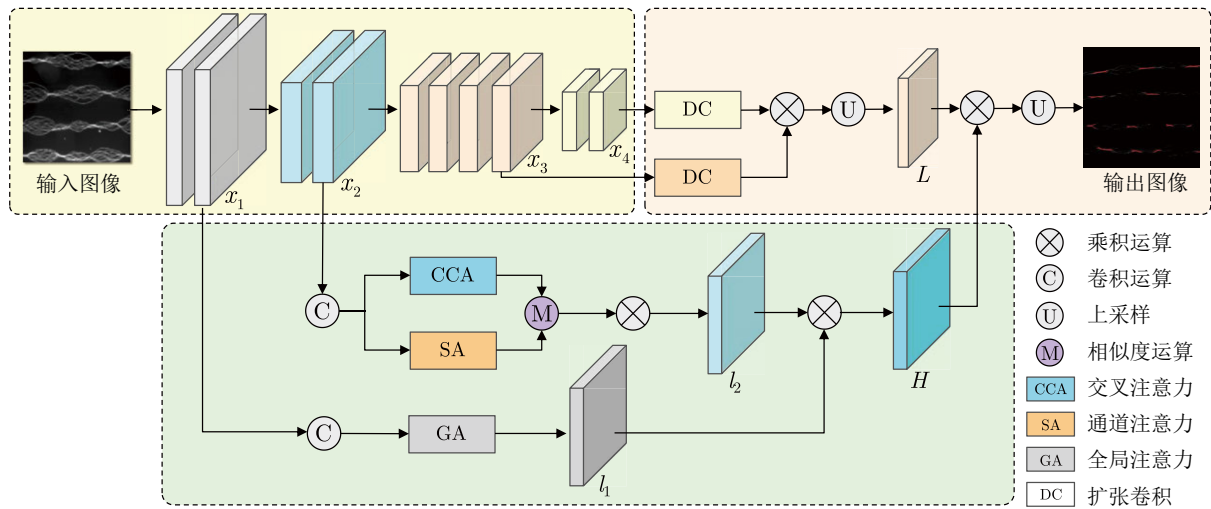 输入图像
x1
x2
x3
x4
DC
DC
U
L
U
输出图像
C
CCA
SA
M
l2
H
C
GA
l1
乘积运算
C 卷积运算
U 上采样
M 相似度运算
CCA 交叉注意力
SA 通道注意力
GA 全局注意力
DC 扩张卷积